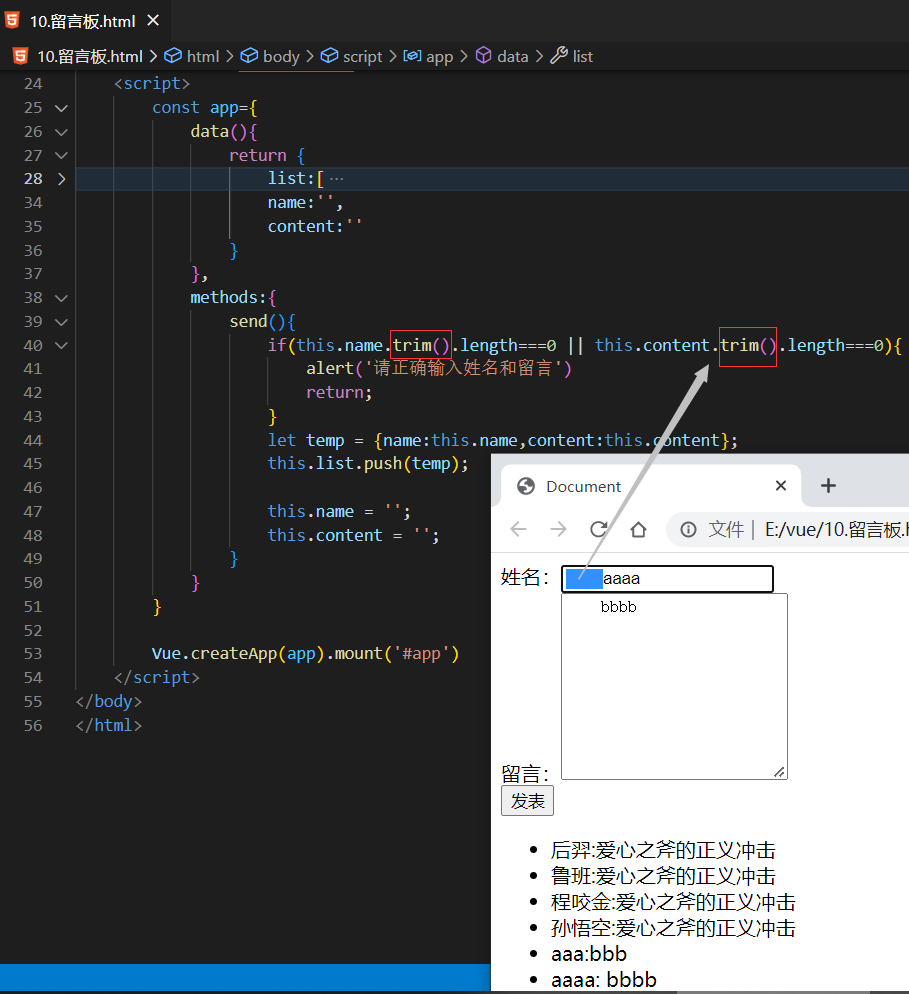 10.留言板.html
10.留言板.html > html > body > script > app > data > list
24 <script>
25 const app={
26 data(){
27 return {
28 list:[ ···
34 name:'',
35 content:''
36 }
37 },
38 methods:{
39 send(){
40 if(this.name.trim().length===0 || this.content.trim().length===0){
41 alert('请正确输入姓名和留言')
42 return;
43 }
44 let temp = {name:this.name,content:this.content};
45 this.list.push(temp);
46
47 this.name = '';
48 this.content = '';
49 }
50 }
51 }
52
53 Vue.createApp(app).mount('#app')
54 </script>
55 </body>
56 </html>
Document
文件 | E:/vue/10.留言板.h
姓名： aaaa
bbbb
留言：
发表
后羿:爱心之斧的正义冲击
鲁班:爱心之斧的正义冲击
程咬金:爱心之斧的正义冲击
孙悟空:爱心之斧的正义冲击
aaa:bbb
aaaa: bbbb